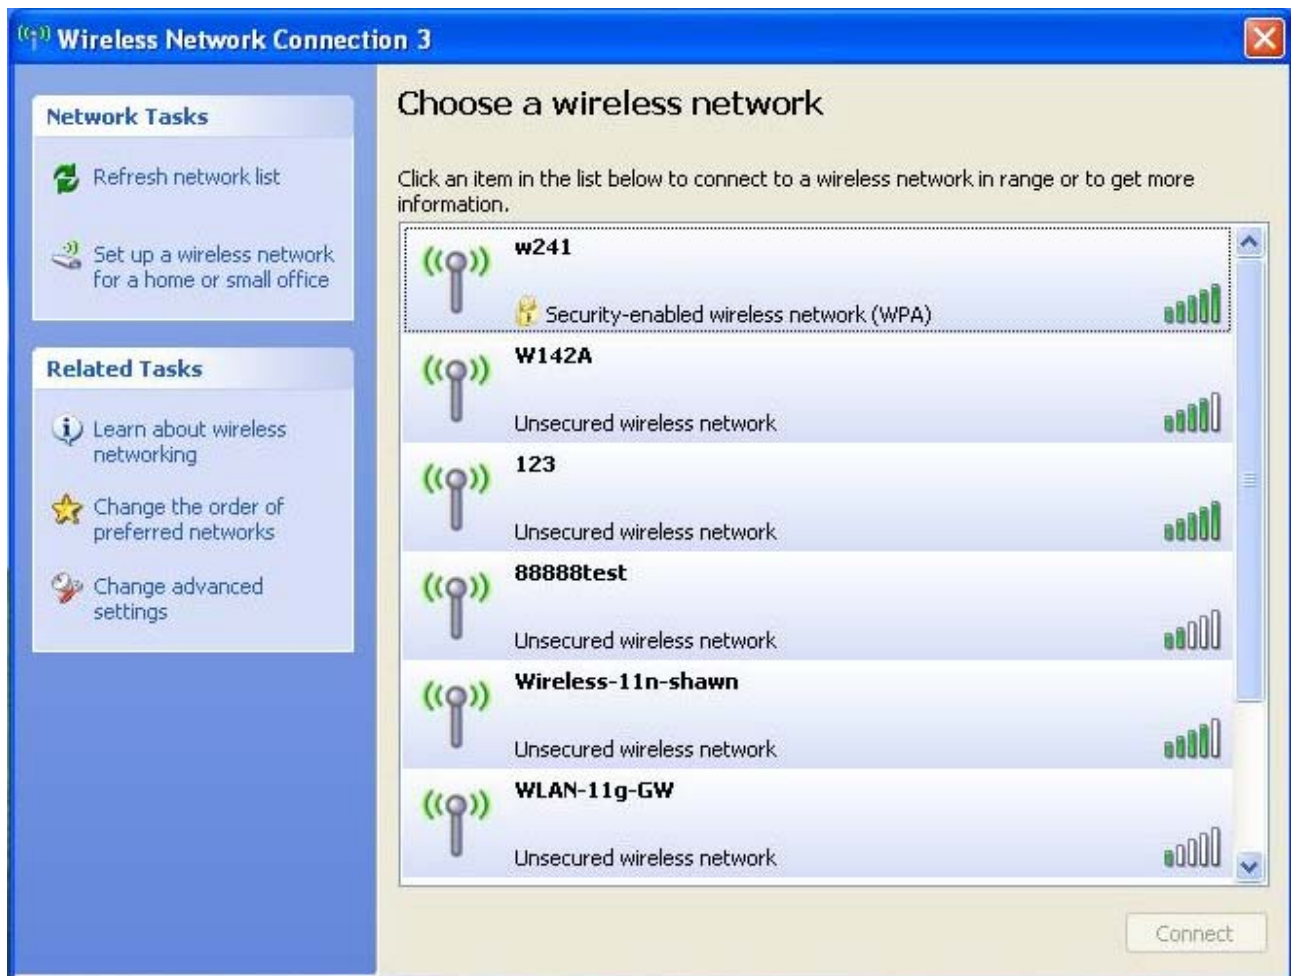 Wireless Network Connection 3
Network Tasks
Refresh network list
Set up a wireless network
for a home or small office
Related Tasks
Learn about wireless
networking
Change the order of
preferred networks
Change advanced
settings
Choose a wireless network
Click an item in the list below to connect to a wireless network in range or to get more
information.
w241
Security-enabled wireless network (WPA)
W142A
Unsecured wireless network
123
Unsecured wireless network
88888test
Unsecured wireless network
Wireless-11n-shawn
Unsecured wireless network
WLAN-11g-GW
Unsecured wireless network
Connect